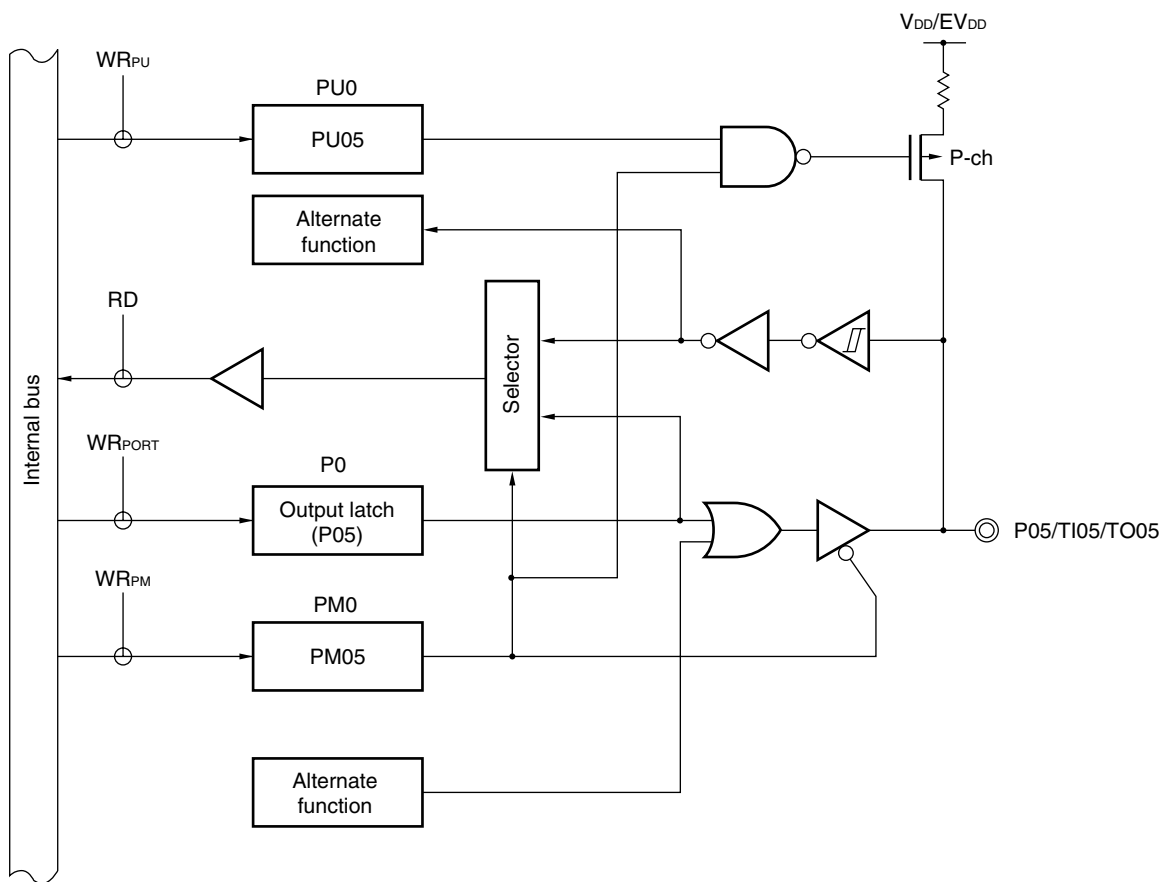 VDD/EVDD
WRPU
PU0
PU05
P-ch
Alternate
function
RD
Selector
Internal bus
WRPORT
P0
Output latch
(P05)
P05/TI05/TO05
WRPM
PM0
PM05
Alternate
function